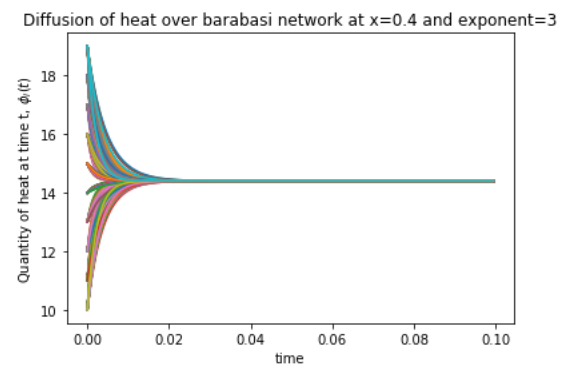 Diffusion of heat over barabasi network at x=0.4 and exponent=3
Quantity of heat at time t, ϕᵢ(t)
18
16
14
12
10
0.00 0.02 0.04 0.06 0.08 0.10
time